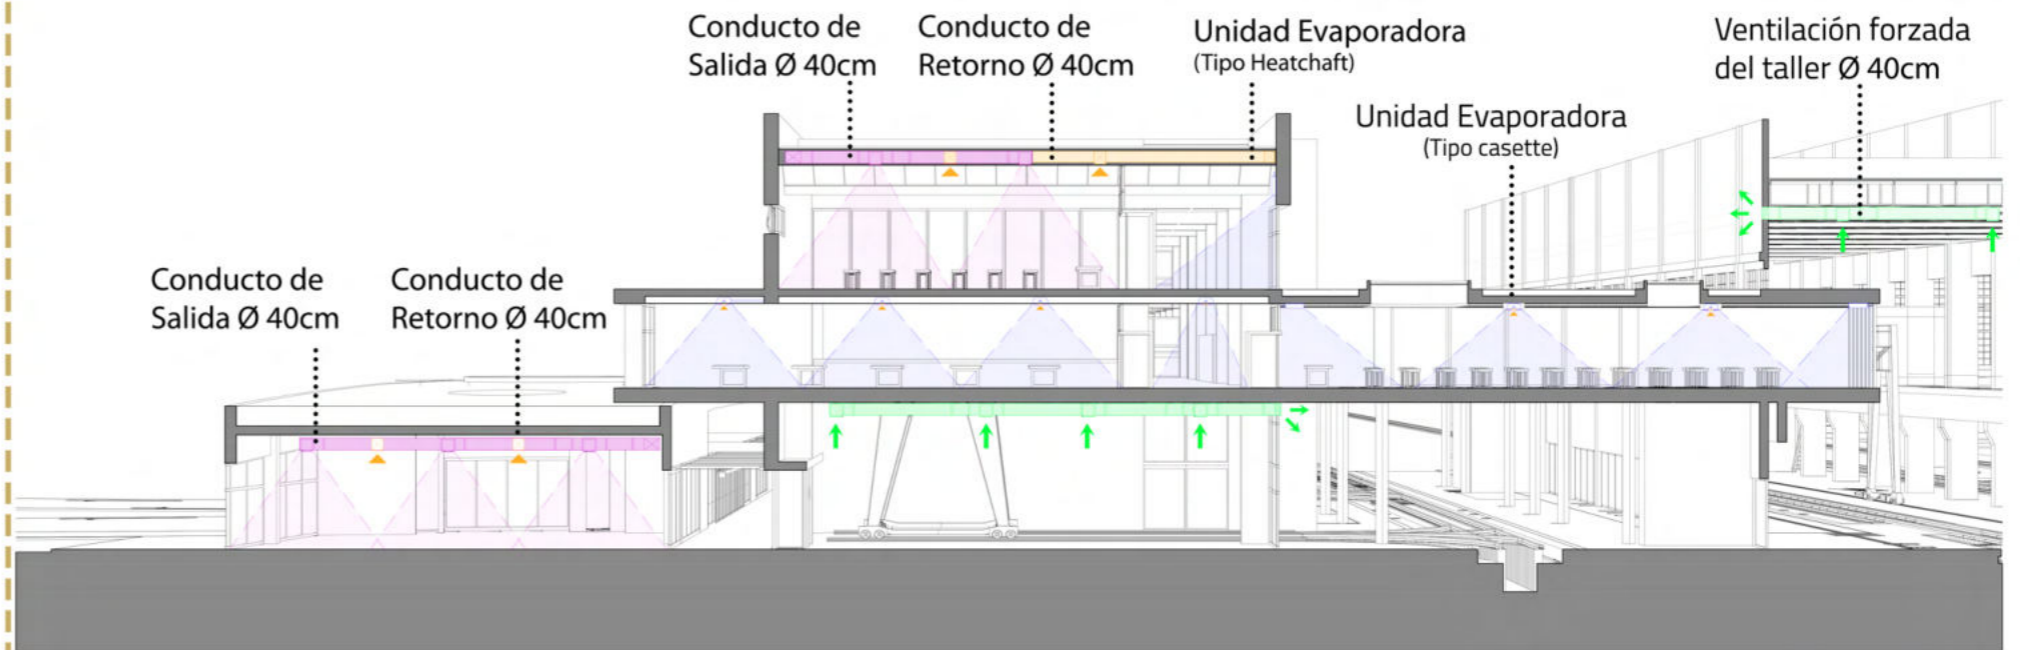 Conducto de
Salida Ø 40cm
Conducto de
Retorno Ø 40cm
Unidad Evaporadora
(Tipo Heatchaft)
Ventilación forzada
del taller Ø 40cm
Unidad Evaporadora
(Tipo casette)
Conducto de
Salida Ø 40cm
Conducto de
Retorno Ø 40cm